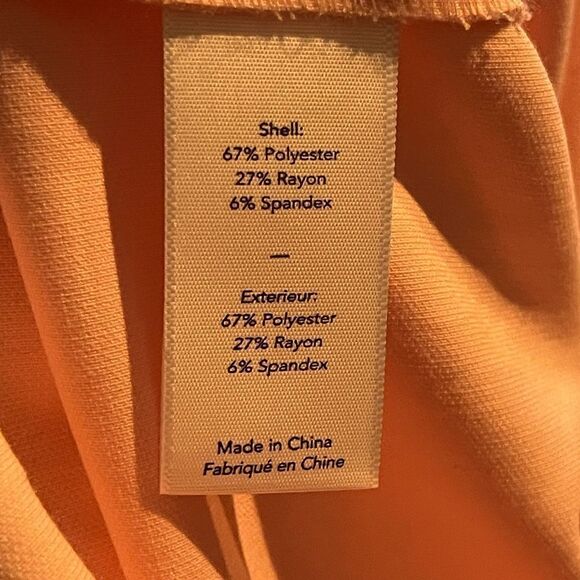 Shell:
67% Polyester
27% Rayon
6% Spandex
—
Exterieur:
67% Polyester
27% Rayon
6% Spandex
Made in China
Fabriqué en Chine